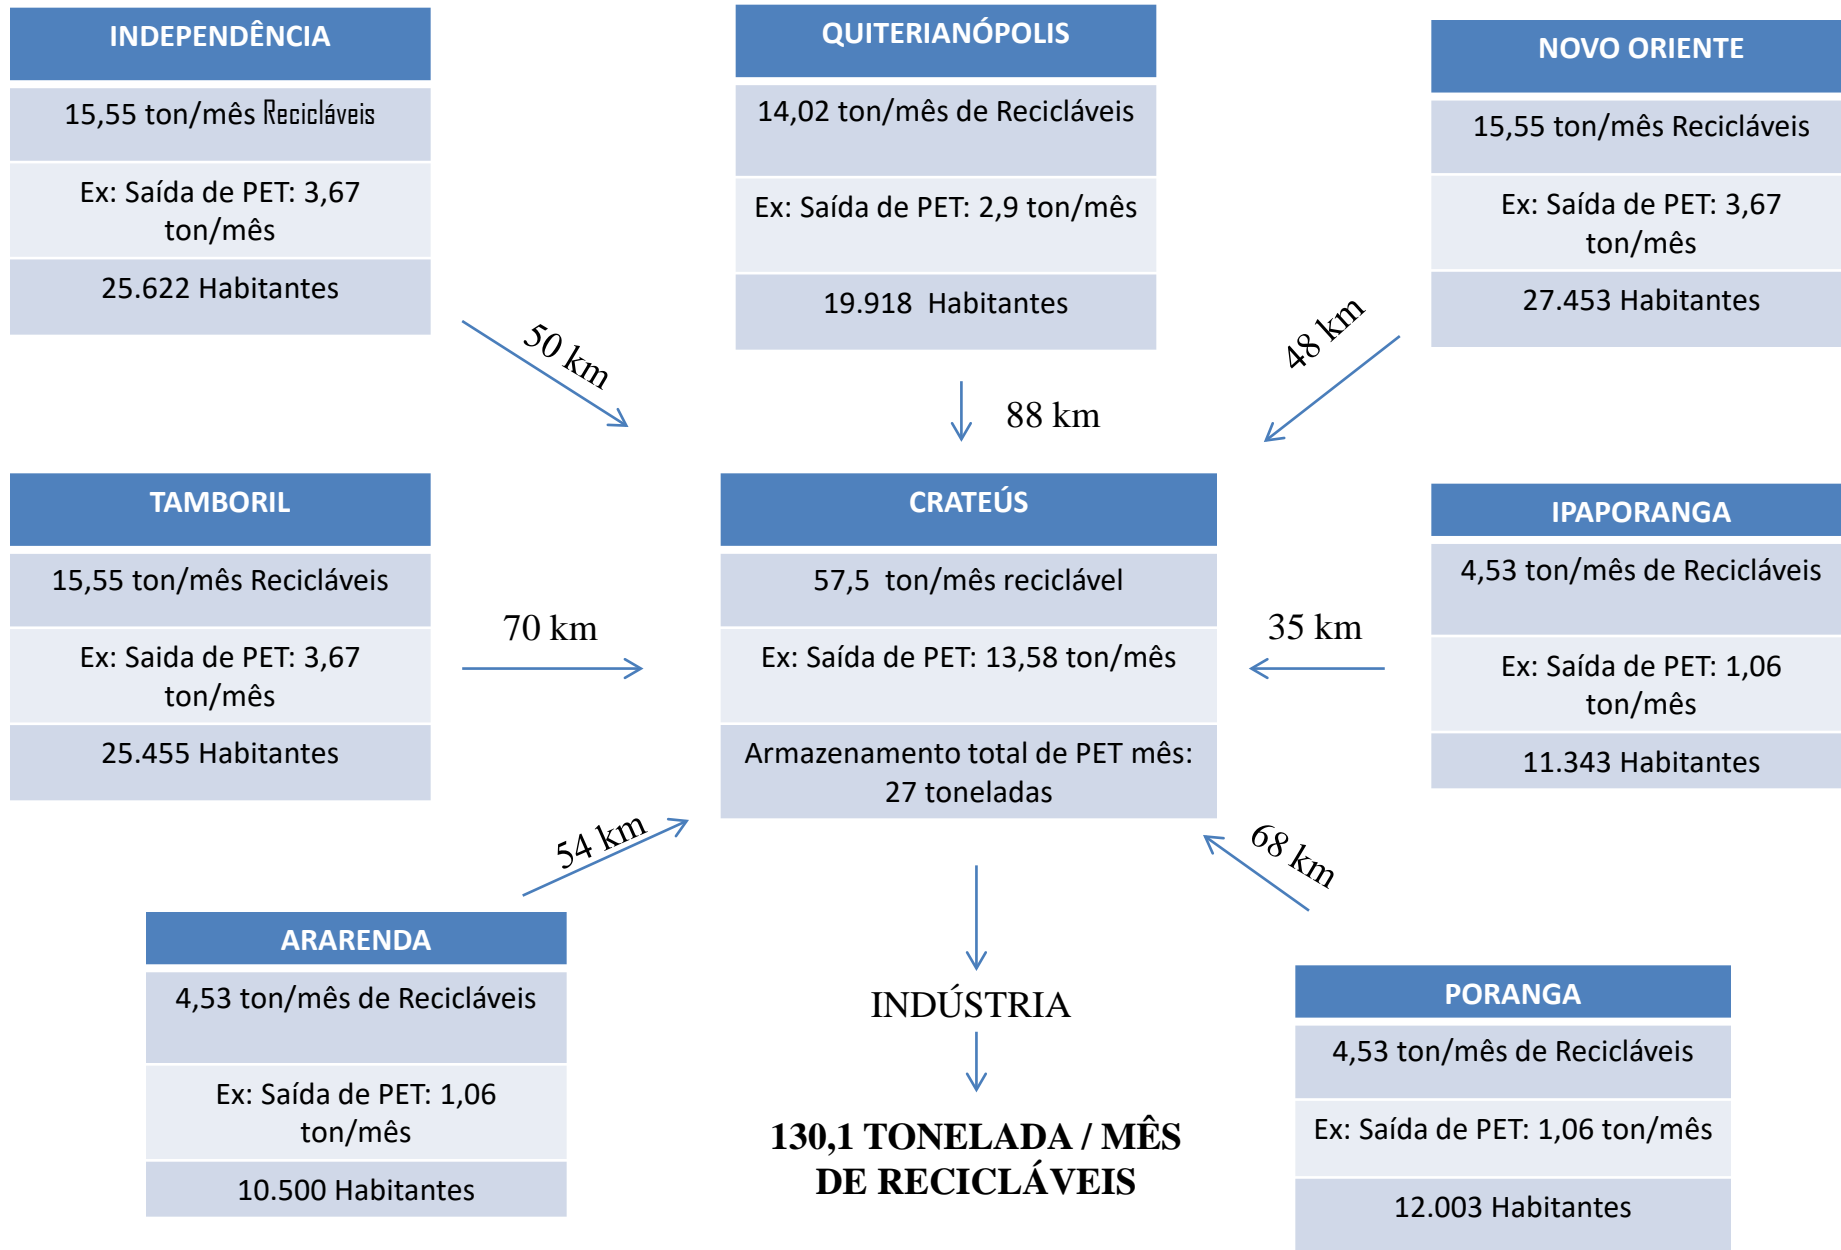 INDEPENDÊNCIA
15,55 ton/mês Recicláveis
Ex: Saída de PET: 3,67
ton/mês
25.622 Habitantes
QUITERIANÓPOLIS
14,02 ton/mês de Recicláveis
Ex: Saída de PET: 2,9 ton/mês
19.918 Habitantes
NOVO ORIENTE
15,55 ton/mês Recicláveis
Ex: Saída de PET: 3,67
ton/mês
27.453 Habitantes
50 km
88 km
48 km
TAMBORIL
15,55 ton/mês Recicláveis
Ex: Saida de PET: 3,67
ton/mês
25.455 Habitantes
70 km
CRATEÚS
57,5 ton/mês reciclável
Ex: Saída de PET: 13,58 ton/mês
Armazenamento total de PET mês:
27 toneladas
35 km
IPAPORANGA
4,53 ton/mês de Recicláveis
Ex: Saída de PET: 1,06
ton/mês
11.343 Habitantes
54 km
68 km
ARARENDA
4,53 ton/mês de Recicláveis
Ex: Saída de PET: 1,06
ton/mês
10.500 Habitantes
INDÚSTRIA
130,1 TONELADA / MÊS
DE RECICLÁVEIS
PORANGA
4,53 ton/mês de Recicláveis
Ex: Saída de PET: 1,06 ton/mês
12.003 Habitantes